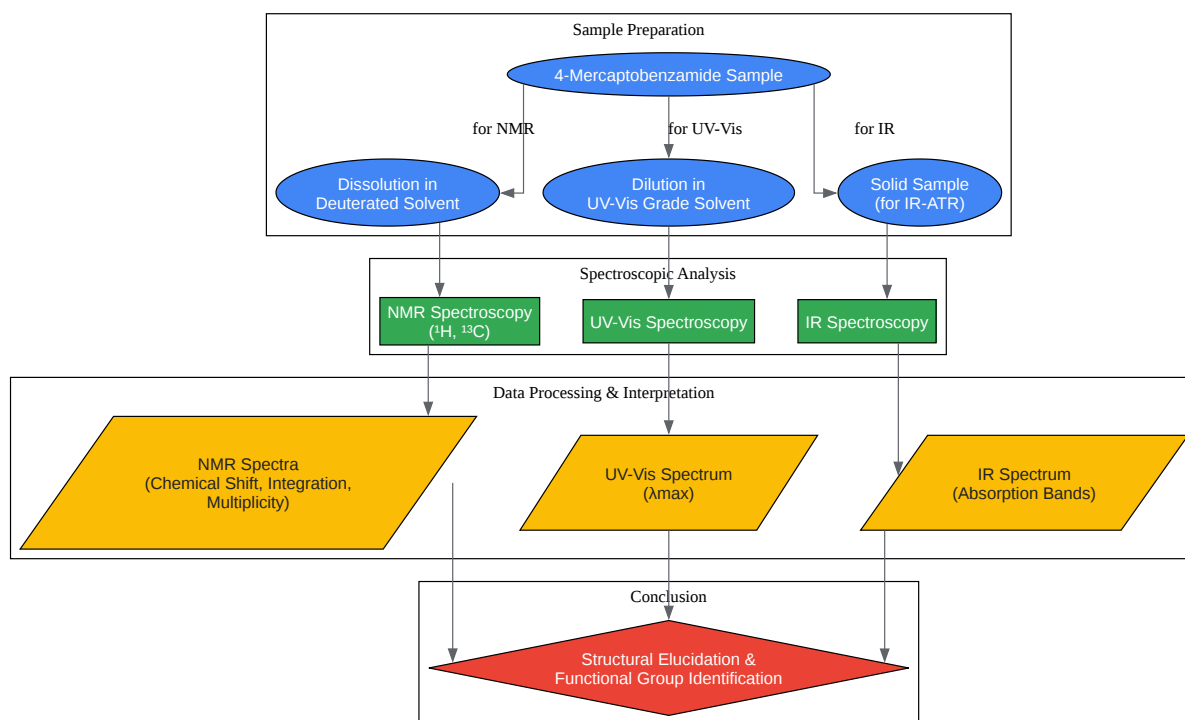 Sample Preparation
4-Mercaptobenzamide Sample
for NMR
for UV-Vis
for IR
Dissolution in
Deuterated Solvent
Dilution in
UV-Vis Grade Solvent
Solid Sample
(for IR-ATR)
Spectroscopic Analysis
NMR Spectroscopy
(¹H, ¹³C)
UV-Vis Spectroscopy
IR Spectroscopy
Data Processing & Interpretation
NMR Spectra
(Chemical Shift, Integration,
Multiplicity)
UV-Vis Spectrum
(λmax)
IR Spectrum
(Absorption Bands)
Conclusion
Structural Elucidation &
Functional Group Identification